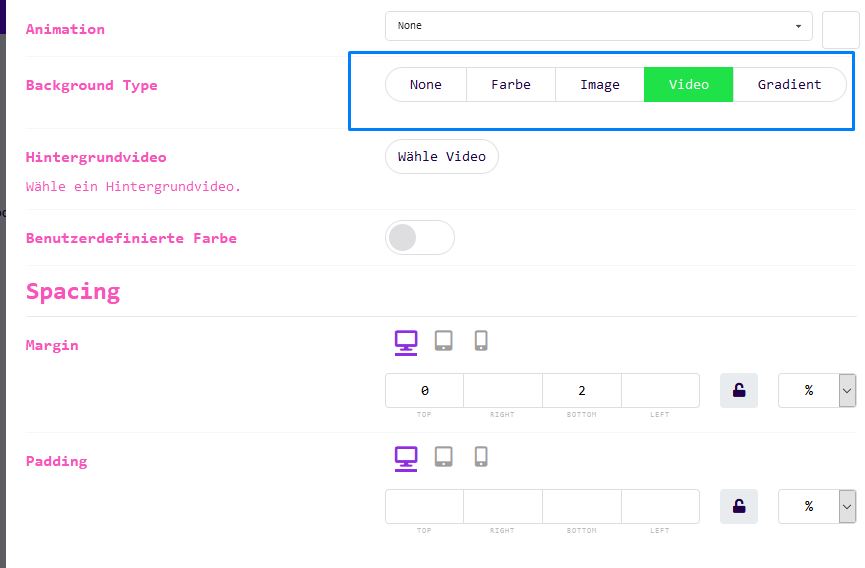 Animation
None
Background Type
None Farbe Image Video Gradient
Hintergrundvideo
Wähle Video
Wähle ein Hintergrundvideo.
Benutzerdefinierte Farbe
Spacing
Margin
0 2 %
TOP RIGHT BOTTOM LEFT
Padding
%
TOP RIGHT BOTTOM LEFT